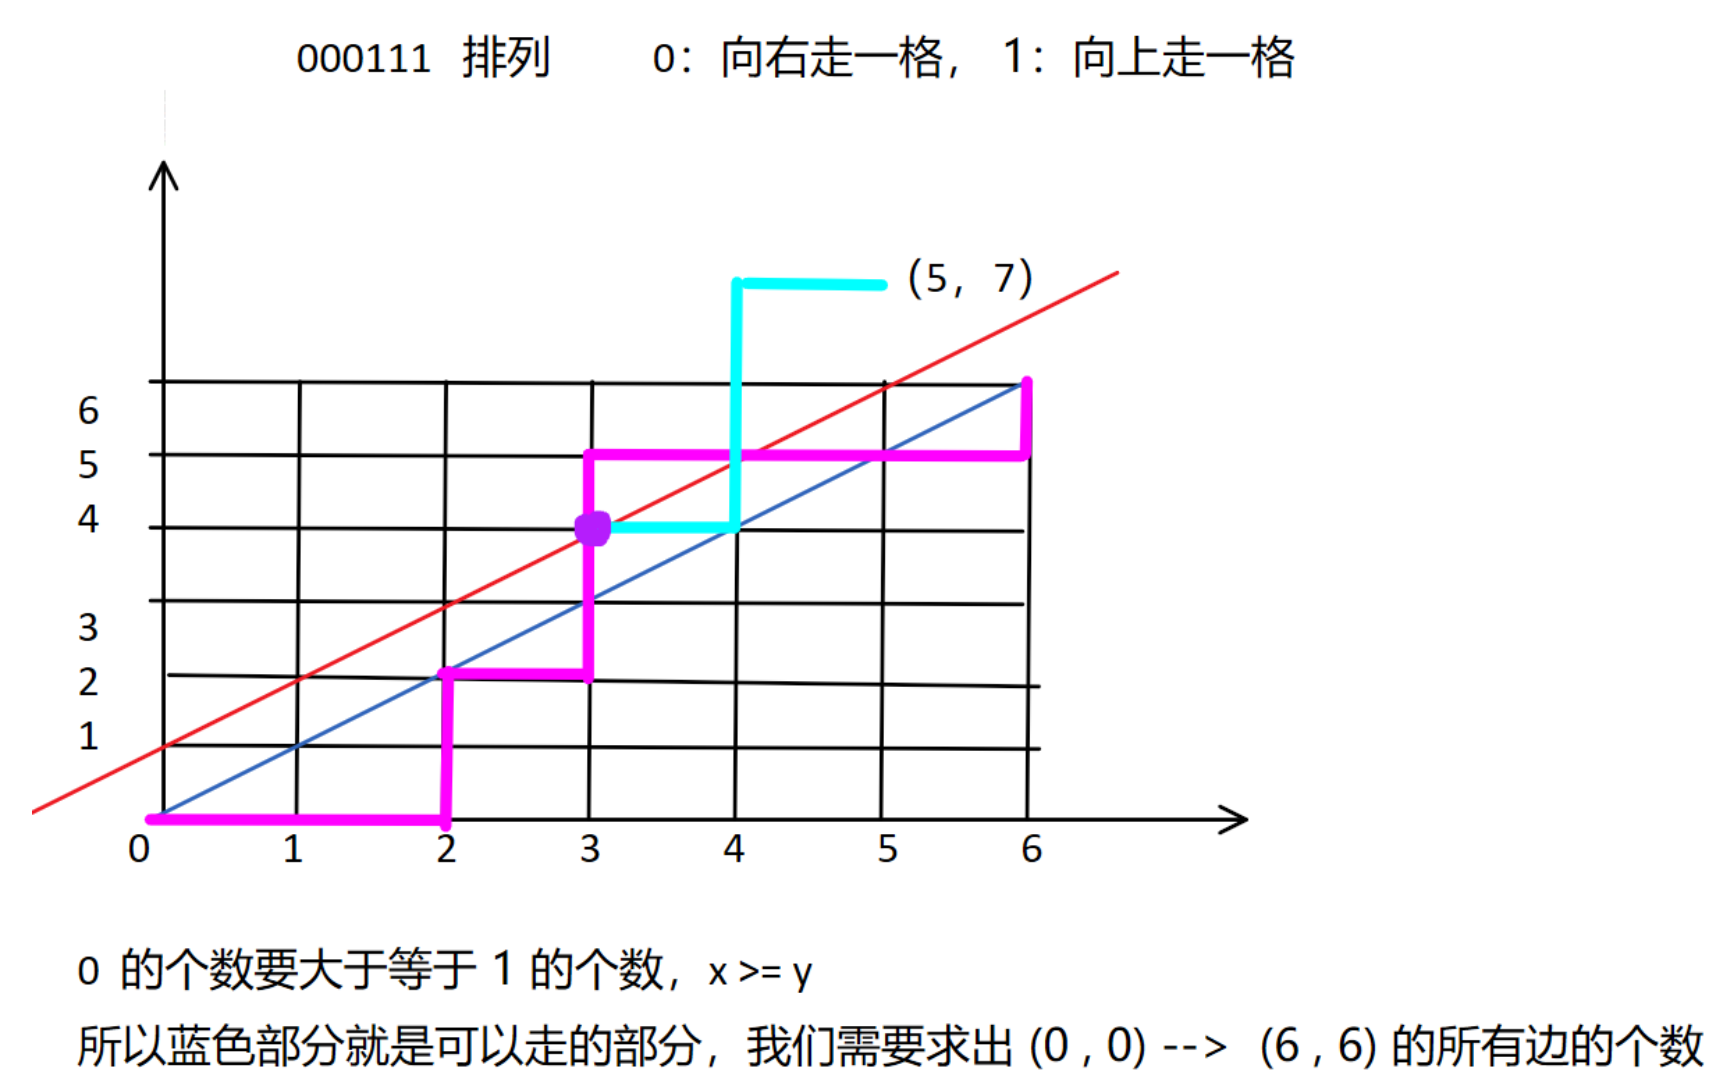 000111 排列 0：向右走一格， 1：向上走一格
(5, 7)
6
5
4
3
2
1
0 1 2 3 4 5 6
0 的个数要大于等于 1 的个数，x >= y
所以蓝色部分就是可以走的部分，我们需要求出 (0 , 0) --> (6 , 6) 的所有边的个数